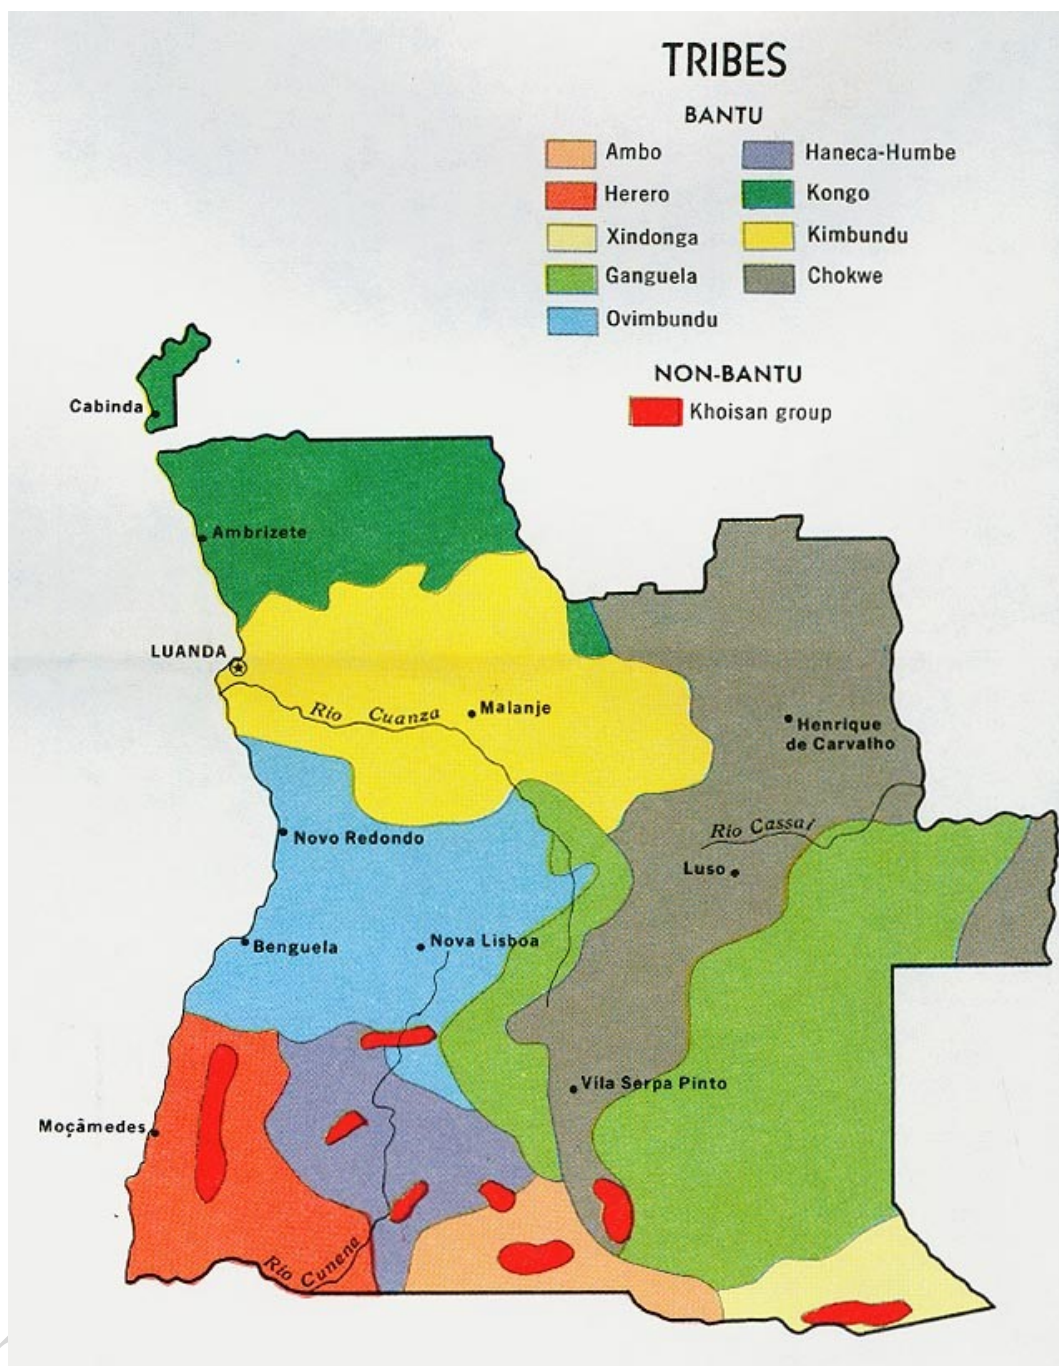 TRIBES
BANTU
Ambo
Haneca-Humbe
Herero
Kongo
Xindonga
Kimbundu
Ganguela
Chokwe
Ovimbundu
NON-BANTU
Khoisan group
Cabinda
Ambrizete
LUANDA
Rio Cuanza
Malanje
Henrique
de Carvalho
Novo Redondo
Rio Cassai
Luso
Benguela
Nova Lisboa
Vila Serpa Pinto
Moçâmedes
Rio Cunene